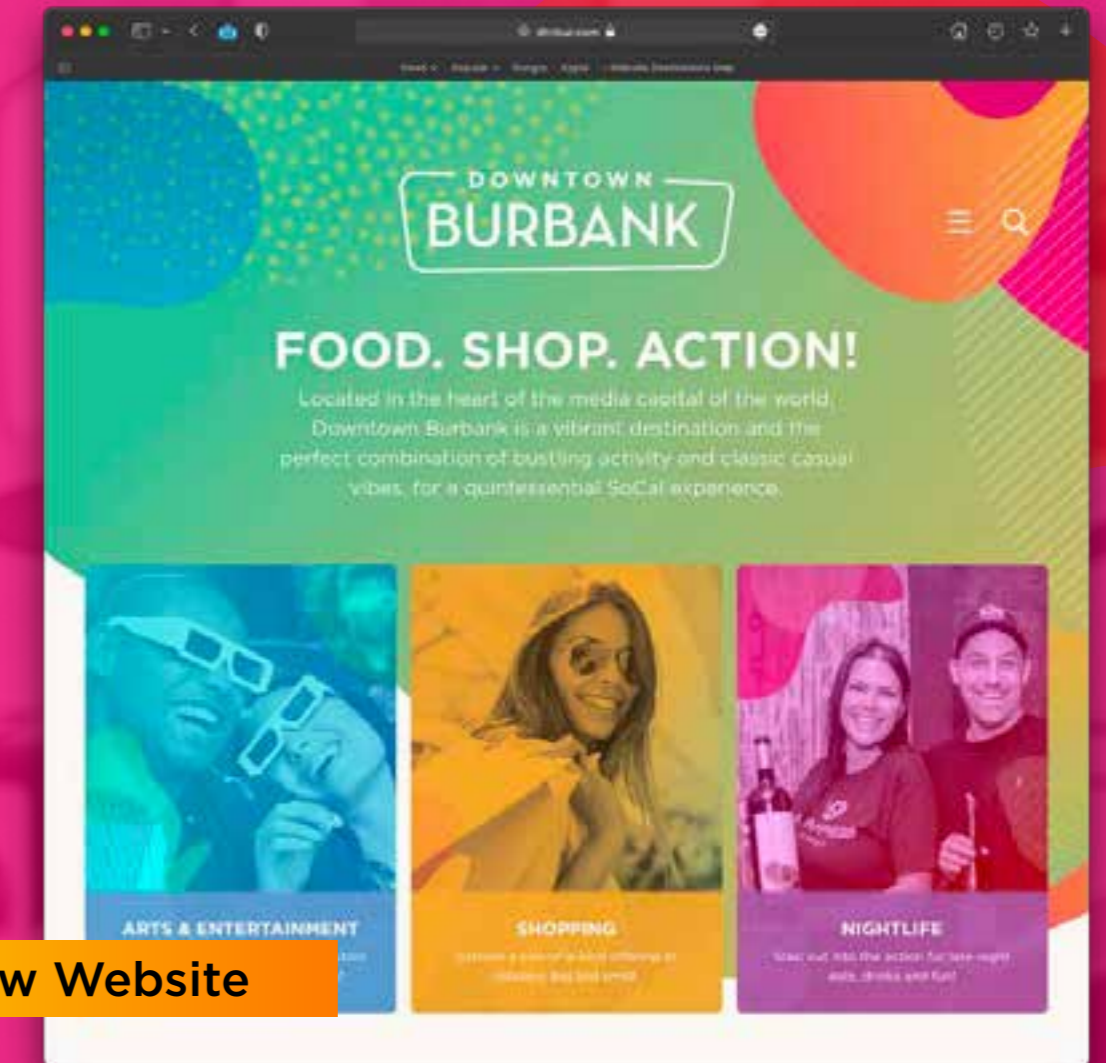 DOWNTOWN
BURBANK
FOOD. SHOP. ACTION!
Located in the heart of the media capital of the world,
Downtown Burbank is a vibrant destination and the
perfect combination of bustling activity and classic casual
vibes, for a quintessential SoCal experience.
ARTS & ENTERTAINMENT
SHOPPING
NIGHTLIFE
into the action for late night
eats, drinks and fun!
w Website